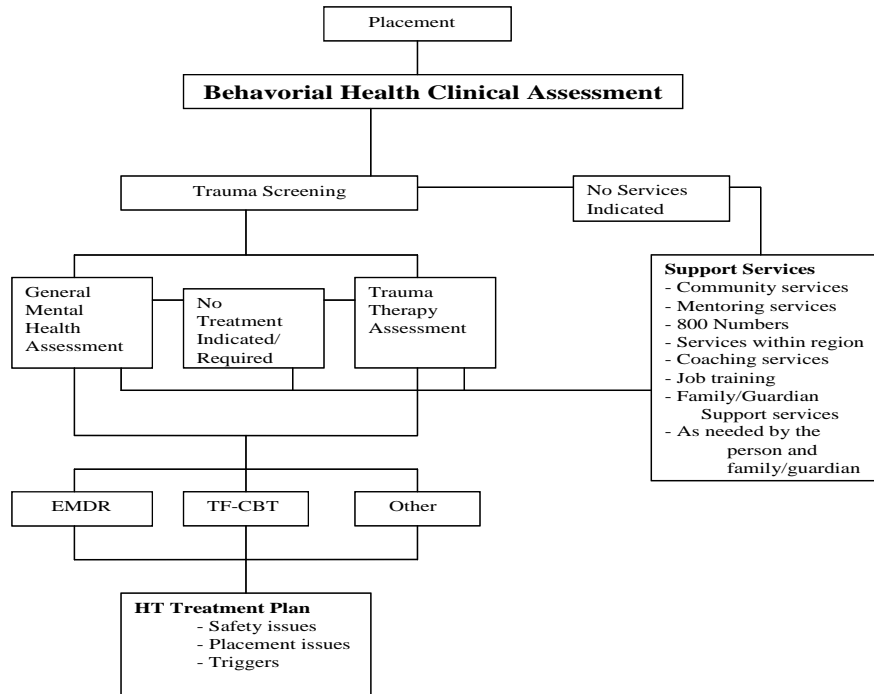 Placement
Behavorial Health Clinical Assessment
Trauma Screening
No Services
Indicated
General
Mental
Health
Assessment
No
Treatment
Indicated/
Required
Trauma
Therapy
Assessment
Support Services
- Community services
- Mentoring services
- 800 Numbers
- Services within region
- Coaching services
- Job training
- Family/Guardian
Support services
- As needed by the
person and
family/guardian
EMDR
TF-CBT
Other
HT Treatment Plan
- Safety issues
- Placement issues
- Triggers